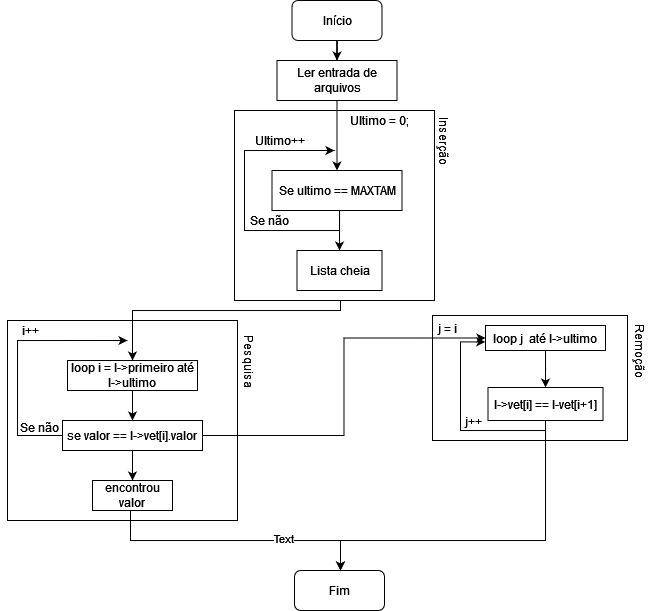 Início
Ler entrada de
arquivos
Ultimo = 0;
Inserção
Ultimo++
Se ultimo == MAXTAM
Se não
Lista cheia
i++
Pesquisa
loop i = l->primeiro até
l->ultimo
Se não
se valor == l->vet[i].valor
encontrou
valor
j = i
Remoção
loop j até l->ultimo
l->vet[i] == l-vet[i+1]
j++
Text
Fim